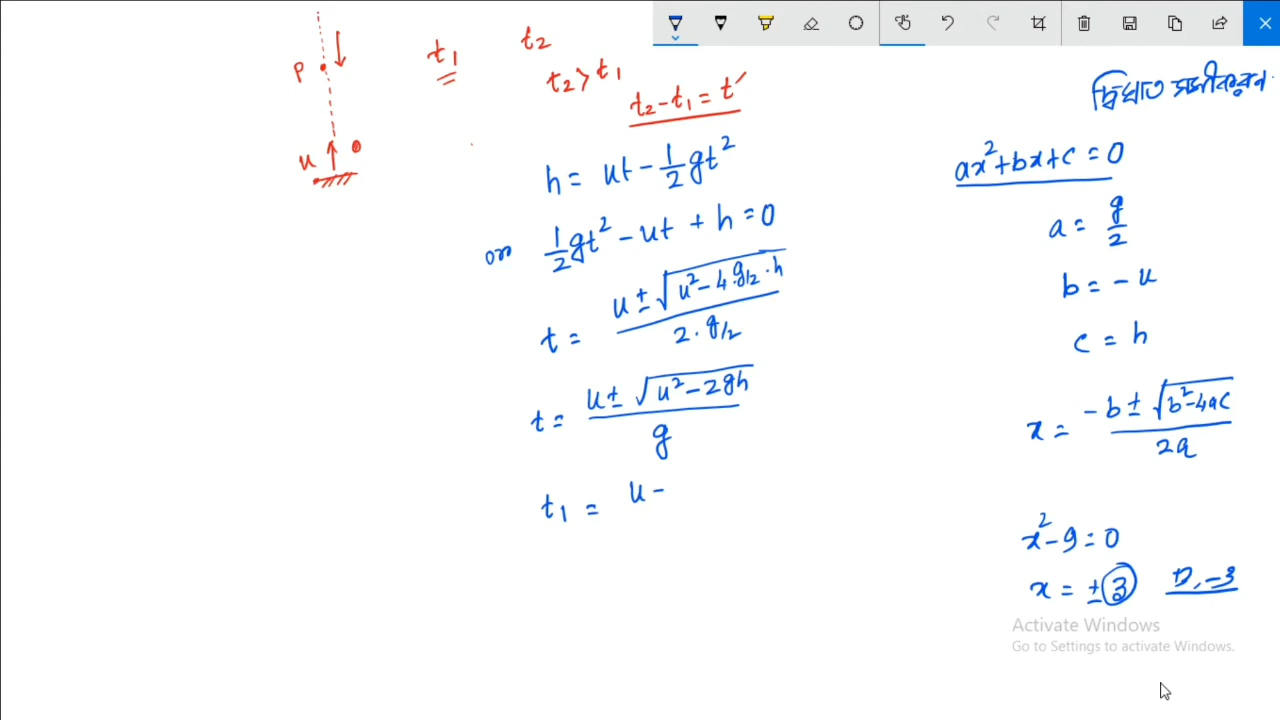 t₁ t₂
P t₂ > t₁
t₂ - t₁ = t′
দ্বিঘাত সমীকরণ
u
h = ut - 1/2 gt²
ax² + bx + c = 0
a = g/2
or 1/2 gt² - ut + h = 0
b = - u
t = (u ± √(u² - 4·g/2·h)) / (2·g/2)
c = h
t = (u ± √(u² - 2gh)) / g
x = (-b ± √(b² - 4ac)) / 2a
t₁ = u -
x² - 9 = 0
x = ± 3
Activate Windows
Go to Settings to activate Windows.